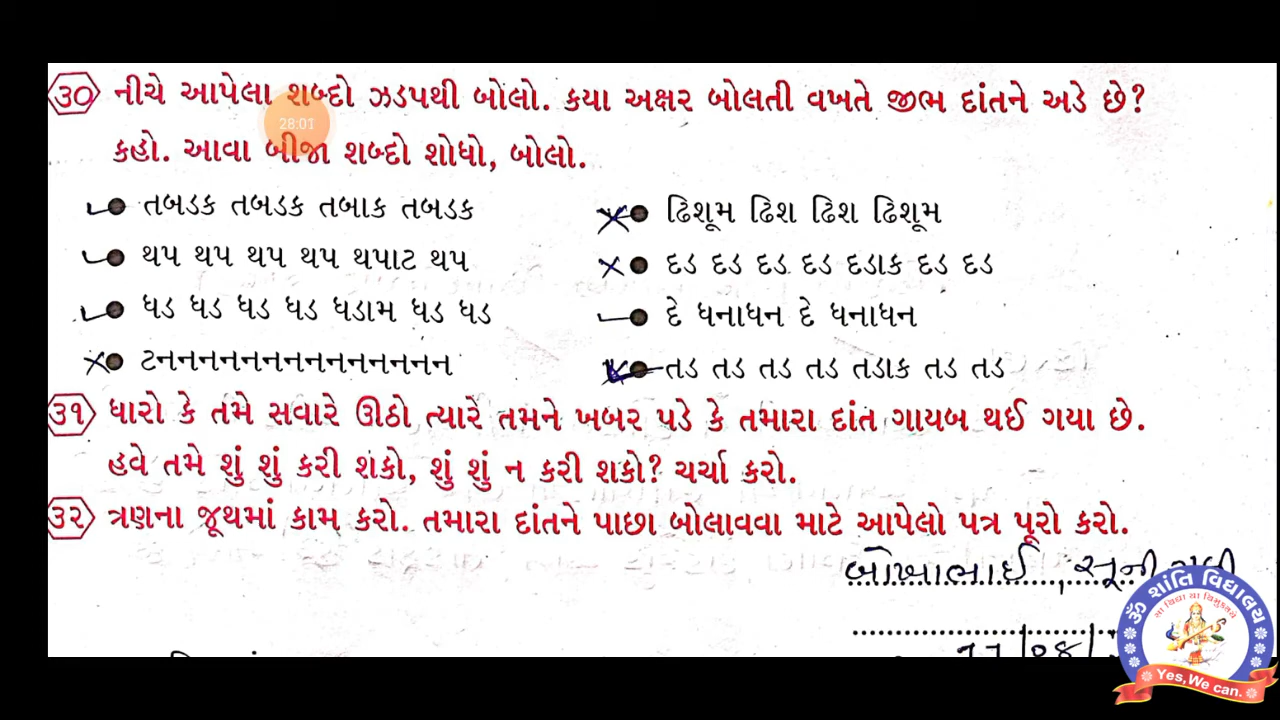 ૩૦ નીચે આપેલા શબ્દો ઝડપથી બોલો. કયા અક્ષર બોલતી વખતે જીભ દાંતને અડે છે?
28:01
કહો. આવા બીજા શબ્દો શોધો, બોલો.
તબડક તબડક તબાક તબડક
ઢિશૂમ ઢિશ ઢિશ ઢિશૂમ
થપ થપ થપ થપ થપાટ થપ
દડ દડ દડ દડ દડાક દડ દડ
ધડ ધડ ધડ ધડ ધડામ ધડ ધડ
દે ધનાધન દે ધનાધન
ટનનનનનનનનનનનનનન
તડ તડ તડ તડ તડાક તડ તડ
૩૧ ધારો કે તમે સવારે ઊઠો ત્યારે તમને ખબર પડે કે તમારા દાંત ગાયબ થઈ ગયા છે.
હવે તમે શું શું કરી શકો, શું શું ન કરી શકો? ચર્ચા કરો.
૩૨ ત્રણના જૂથમાં કામ કરો. તમારા દાંતને પાછા બોલાવવા માટે આપેલો પત્ર પૂરો કરો.
બોખાભાઈ, સૂની
ૐ શાંતિ વિદ્યાલય
સા વિદ્યા યા વિમુક્તયે
Yes, We can.